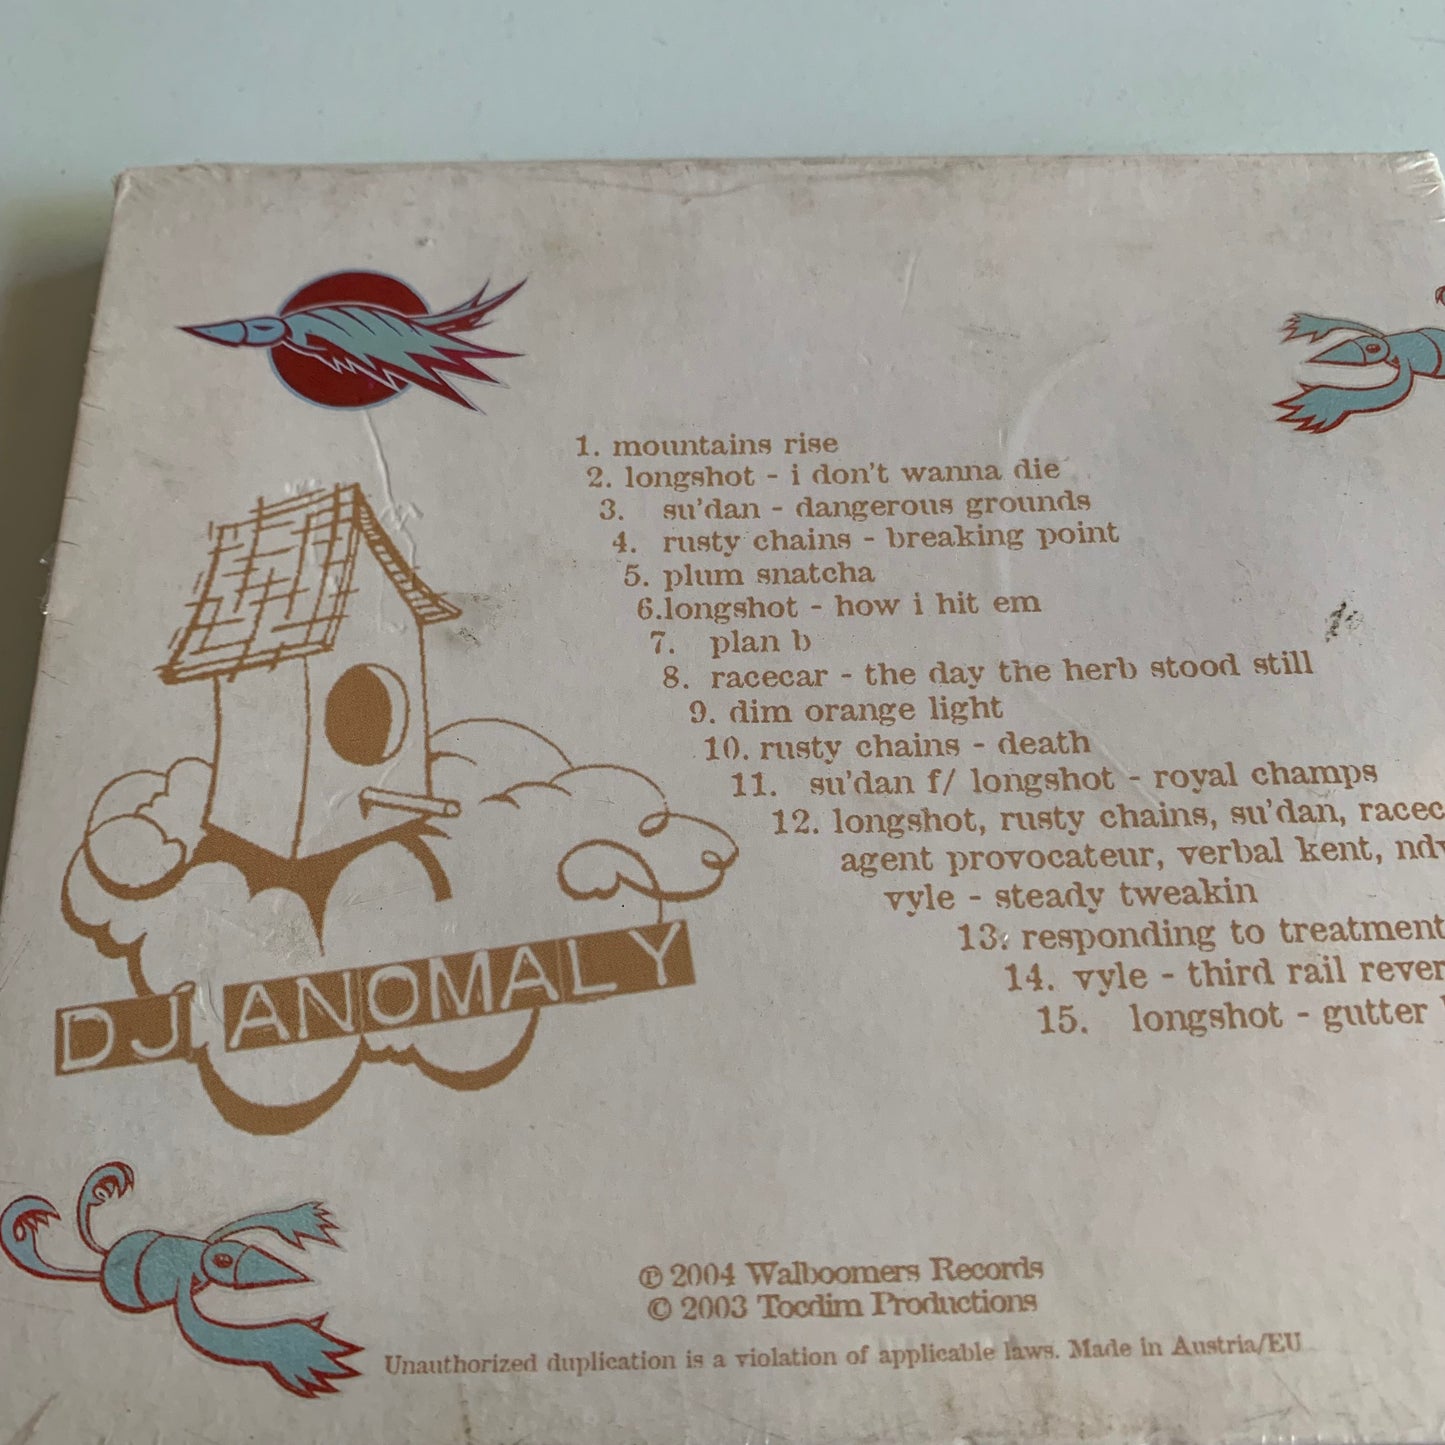 1. mountains rise
2. longshot - i don't wanna die
3. su'dan - dangerous grounds
4. rusty chains - breaking point
5. plum snatcha
6.longshot - how i hit em
7. plan b
8. racecar - the day the herb stood still
9. dim orange light
10. rusty chains - death
11. su'dan f/ longshot - royal champs
12. longshot, rusty chains, su'dan,
agent provocateur, verbal kent,
vyle - steady tweakin
13. responding to treatment
14. vyle - third rail
15. longshot - gutter
DJ ANOMALY
℗ 2004 Walboomers Records
© 2003 Tocdim Productions
Unauthorized duplication is a violation of applicable laws. Made in Austria/EU